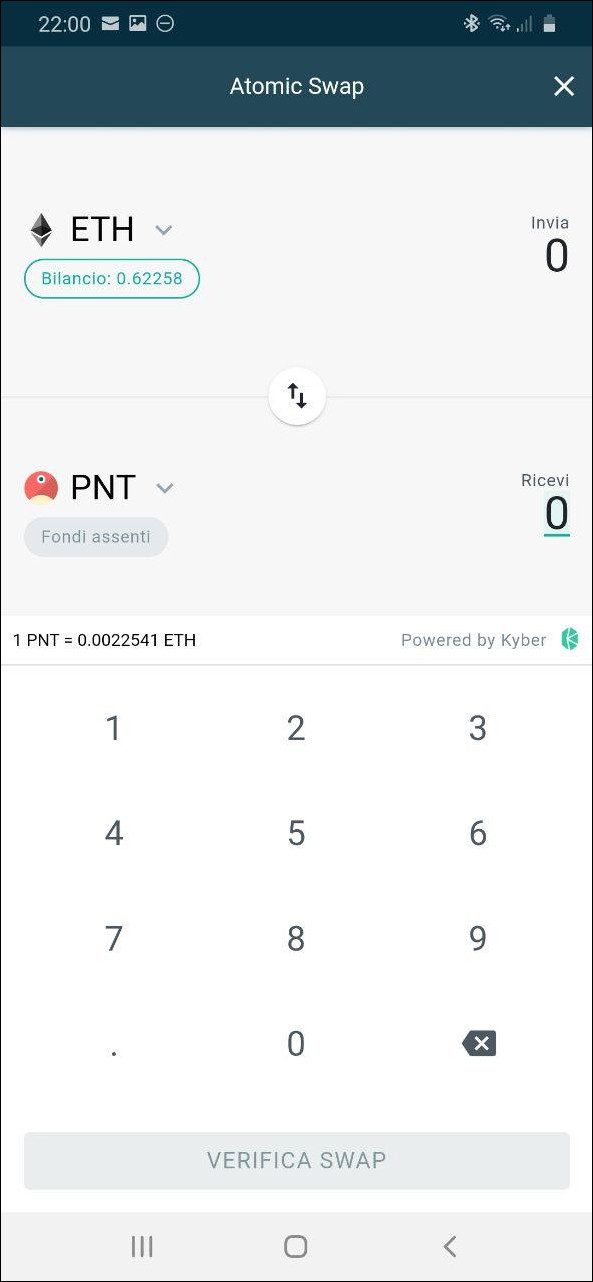 22:00
Atomic Swap
ETH
Invia
0
Bilancio: 0.62258
PNT
Ricevi
0
Fondi assenti
1 PNT = 0.0022541 ETH
Powered by Kyber
1 2 3
4 5 6
7 8 9
. 0
VERIFICA SWAP